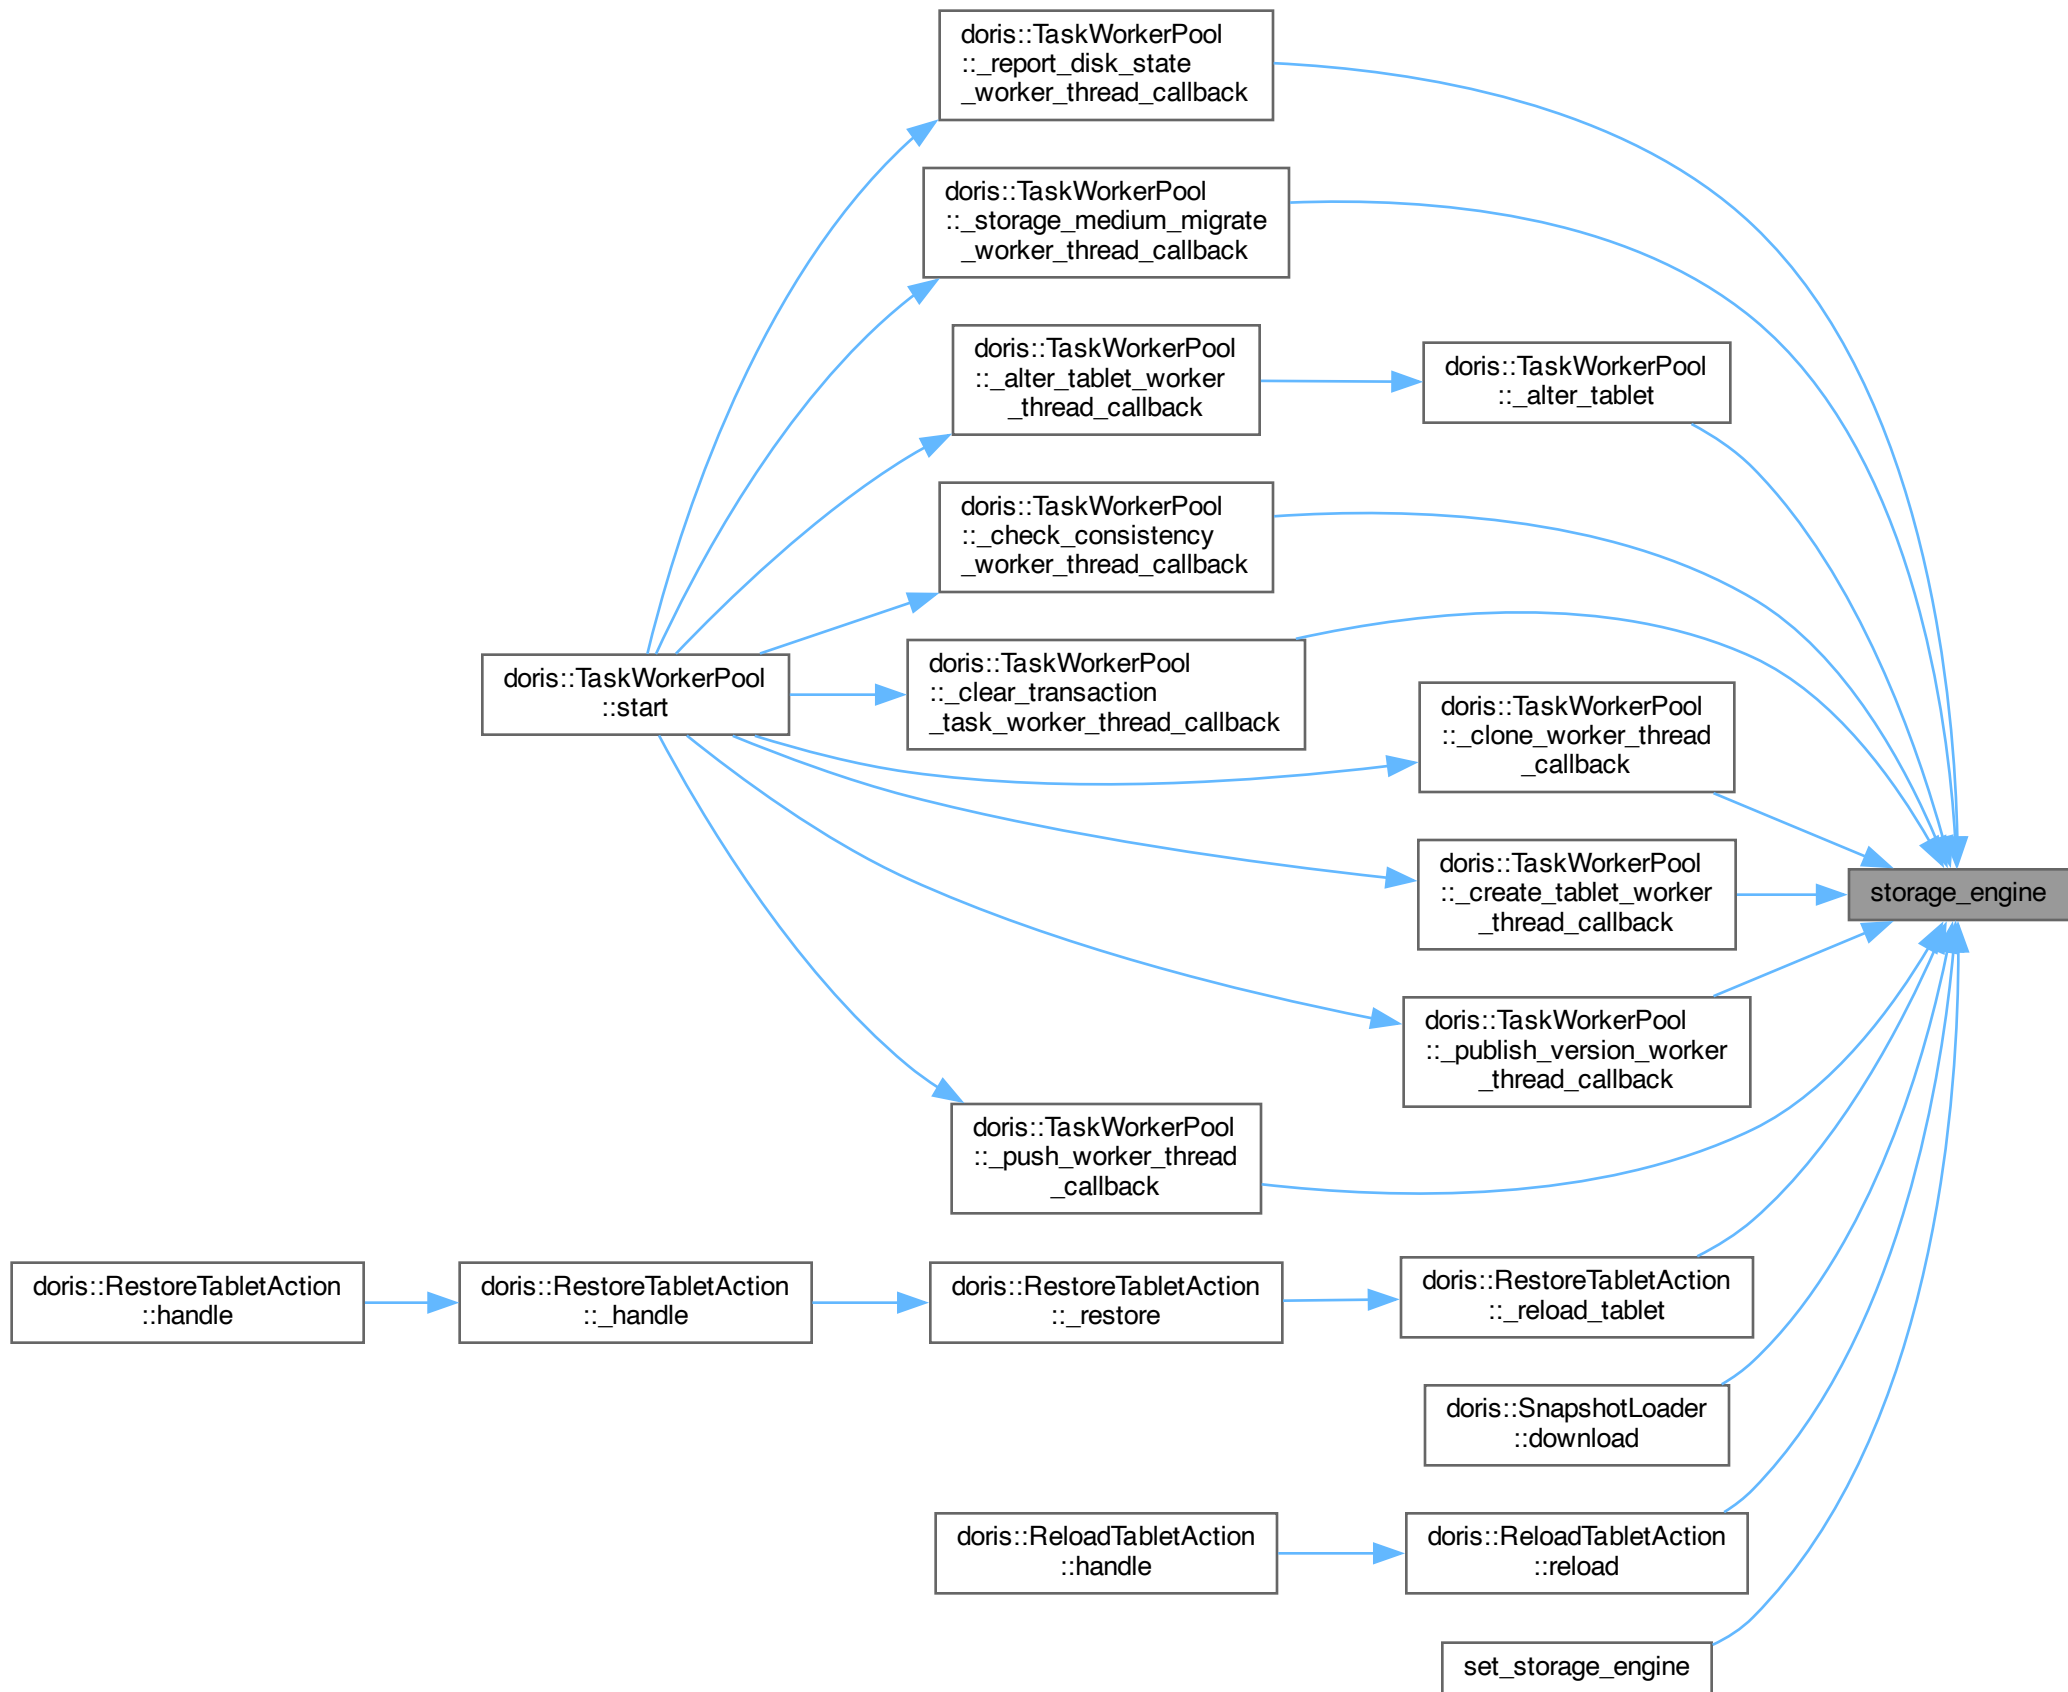 doris::TaskWorkerPool
::_report_disk_state
_worker_thread_callback
doris::TaskWorkerPool
::_storage_medium_migrate
_worker_thread_callback
doris::TaskWorkerPool
::_alter_tablet_worker
_thread_callback
doris::TaskWorkerPool
::_alter_tablet
doris::TaskWorkerPool
::_check_consistency
_worker_thread_callback
doris::TaskWorkerPool
::start
doris::TaskWorkerPool
::_clear_transaction
_task_worker_thread_callback
doris::TaskWorkerPool
::_clone_worker_thread
_callback
doris::TaskWorkerPool
::_create_tablet_worker
_thread_callback
storage_engine
doris::TaskWorkerPool
::_publish_version_worker
_thread_callback
doris::TaskWorkerPool
::_push_worker_thread
_callback
doris::RestoreTabletAction
::handle
doris::RestoreTabletAction
::_handle
doris::RestoreTabletAction
::_restore
doris::RestoreTabletAction
::_reload_tablet
doris::SnapshotLoader
::download
doris::ReloadTabletAction
::handle
doris::ReloadTabletAction
::reload
set_storage_engine